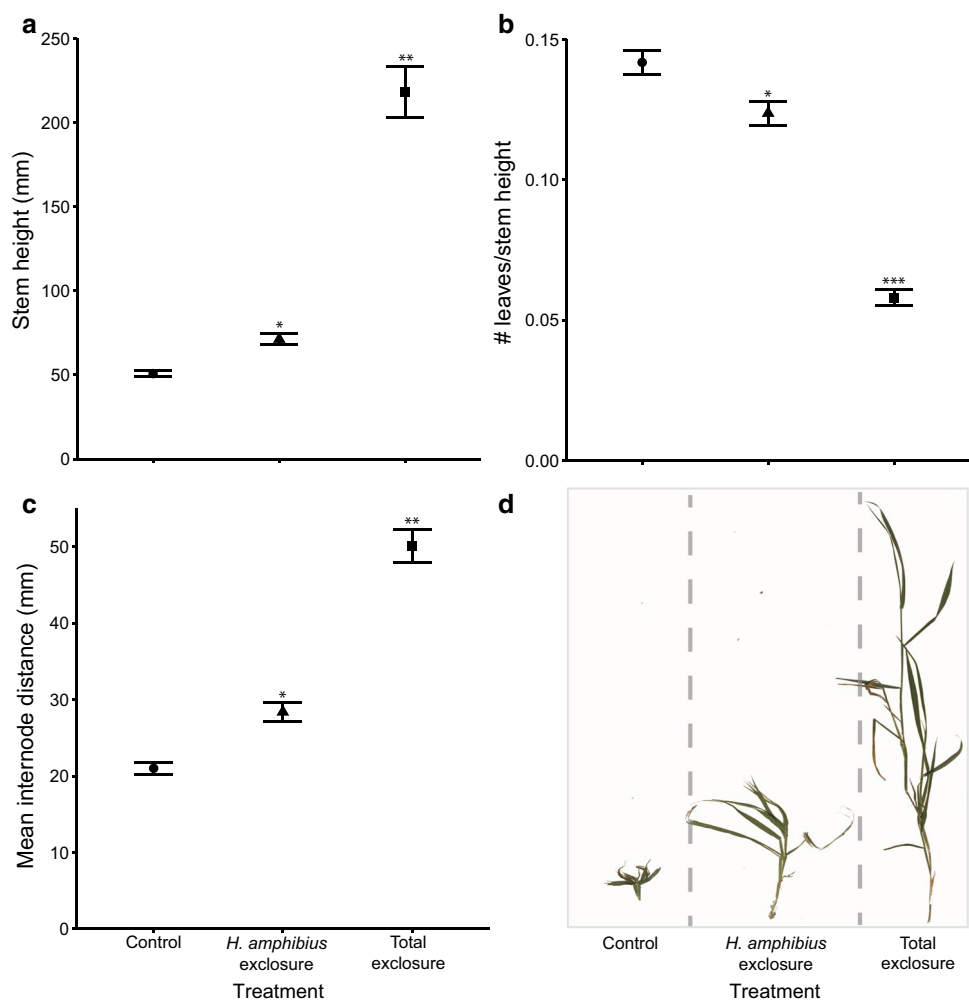 a
250
200
150
100
50
0
Stem height (mm)
**
*
b
0.15
0.10
0.05
0.00
# leaves/stem height
*
***
c
50
40
30
20
10
0
Mean internode distance (mm)
**
*
Control
H. amphibius
exclosure
Total
exclosure
Treatment
d
Control
H. amphibius
exclosure
Total
exclosure
Treatment